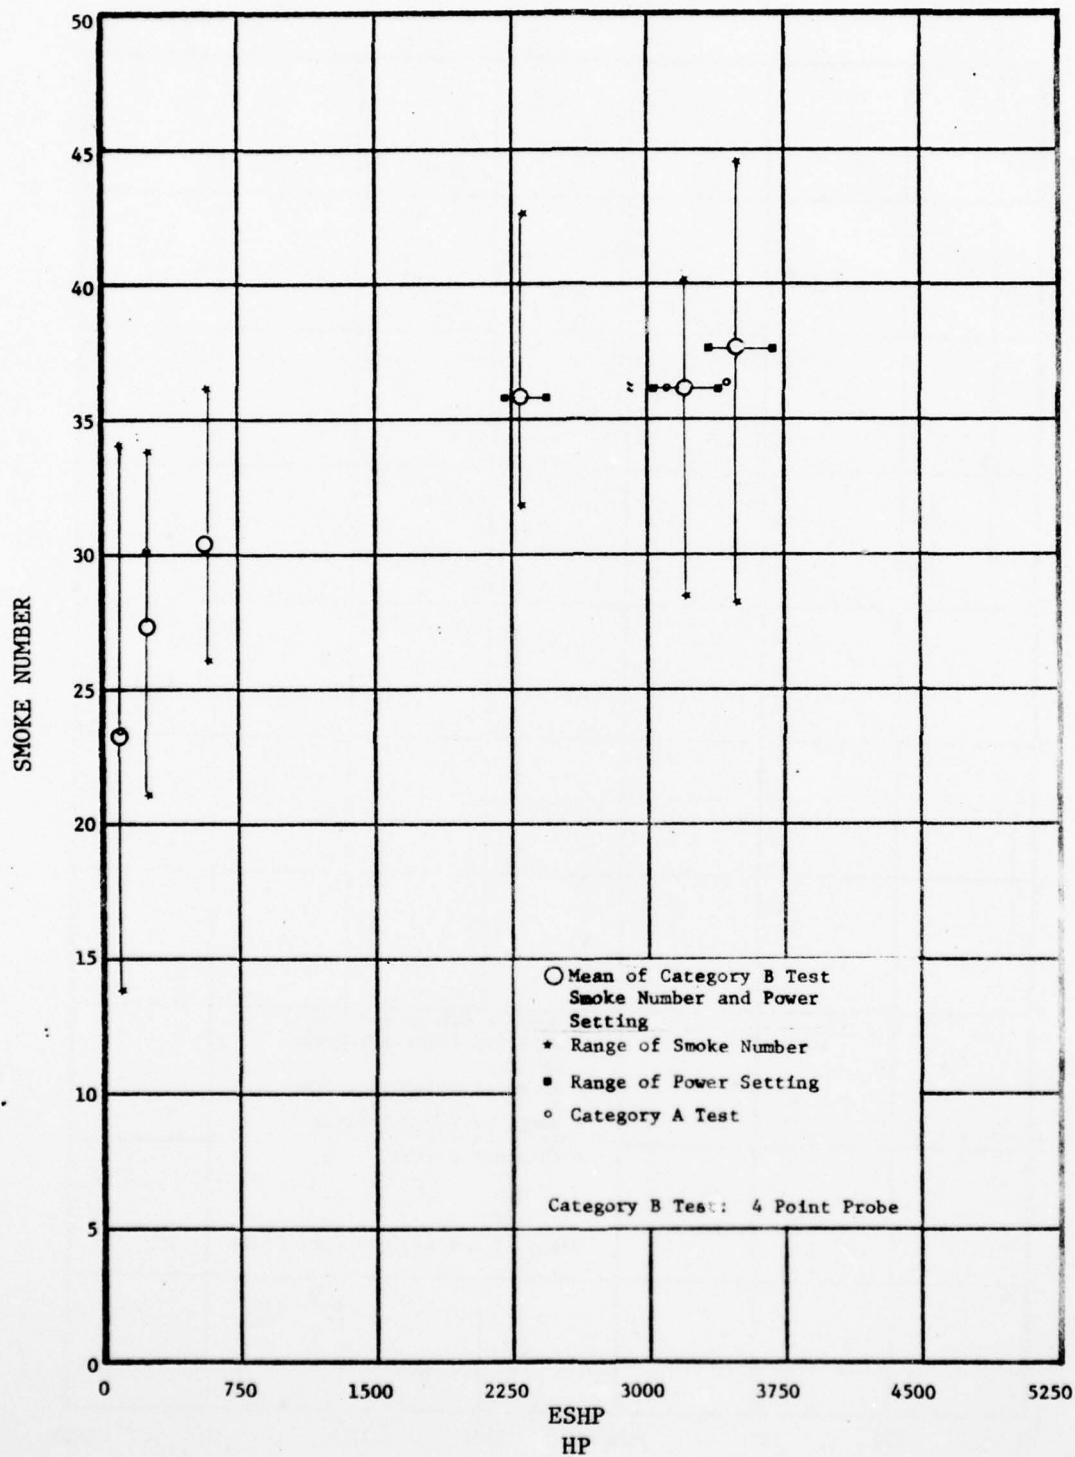 50
45
40
35
30
25
20
15
10
5
0
SMOKE NUMBER
Mean of Category B Test
Smoke Number and Power
Setting
Range of Smoke Number
Range of Power Setting
Category A Test
Category B Test: 4 Point Probe
0 750 1500 2250 3000 3750 4500 5250
ESHP
HP